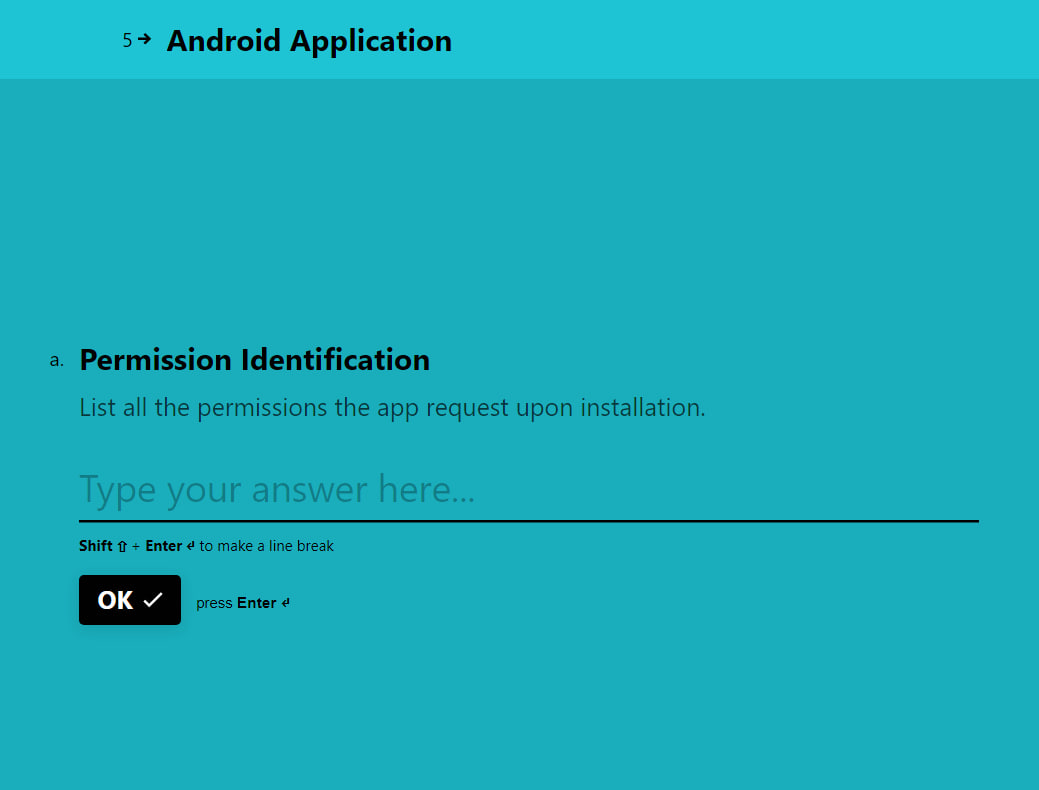 5 → Android Application
a. Permission Identification
List all the permissions the app request upon installation.
Type your answer here...
Shift ⇧ + Enter ↵ to make a line break
OK ✓ press Enter ↵